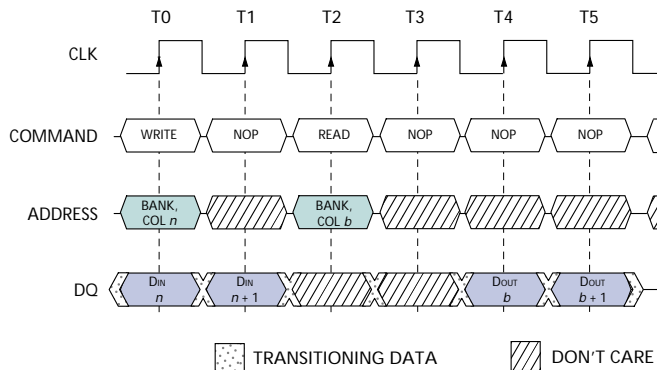 T0 T1 T2 T3 T4 T5
CLK
COMMAND WRITE NOP READ NOP NOP NOP
ADDRESS BANK, COL n BANK, COL b
DQ DIN n DIN n + 1 DOUT b DOUT b + 1
TRANSITIONING DATA DON'T CARE